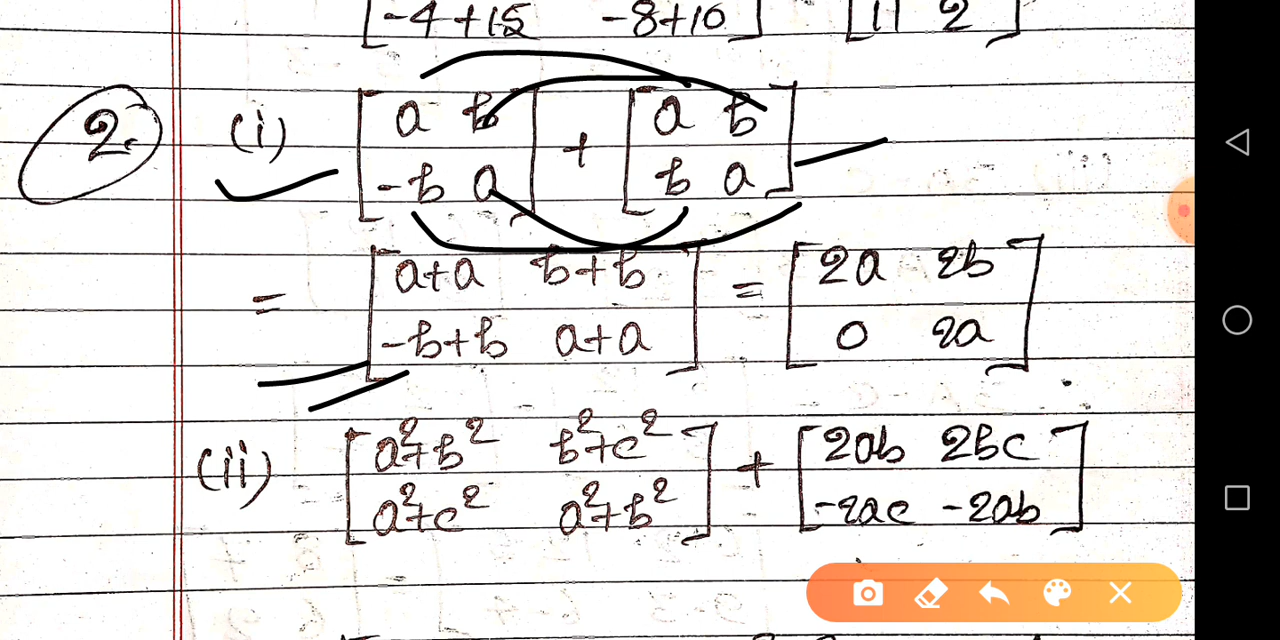 [-4+15 -8+10] [11 2]
2. (i) [a b] + [a b]
[-b a] [b a]
= [a+a b+b] = [2a 2b]
[-b+b a+a] [0 2a]
(ii) [a²+b² b²+c²] + [2ab 2bc]
[a²+c² a²+b²] [-2ac -2ab]